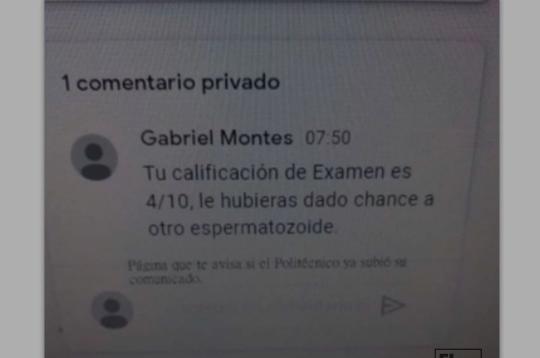 1 comentario privado
Gabriel Montes 07:50
Tu calificación de Examen es
4/10, le hubieras dado chance a
otro espermatozoide.
Página que te avisa si el Politécnico ya subió su
comunicado.